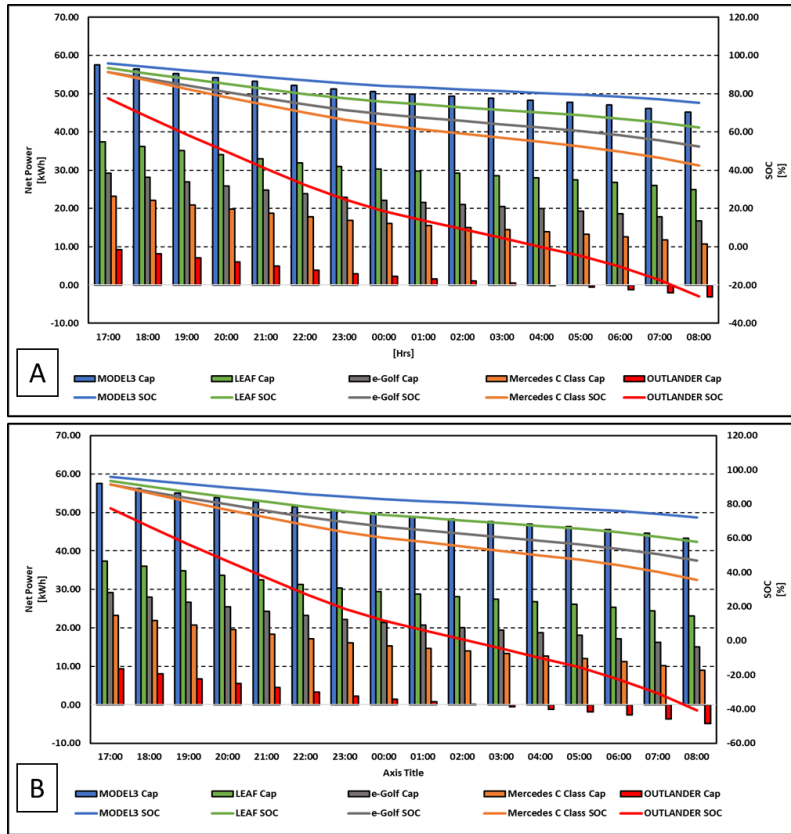 70.00 120.00
60.00 100.00
50.00 80.00
40.00 60.00
30.00 40.00
20.00 20.00
10.00 0.00
0.00 -20.00
-10.00 -40.00
Net Power
[kWh]
SOC
[%]
17:00 18:00 19:00 20:00 21:00 22:00 23:00 00:00 01:00 02:00 03:00 04:00 05:00 06:00 07:00 08:00
[Hrs]
A
MODEL3 Cap LEAF Cap e-Golf Cap Mercedes C Class Cap OUTLANDER Cap
MODEL3 SOC LEAF SOC e-Golf SOC Mercedes C Class SOC OUTLANDER SOC
70.00 120.00
60.00 100.00
50.00 80.00
40.00 60.00
30.00 40.00
20.00 20.00
10.00 0.00
0.00 -20.00
-10.00 -40.00
-60.00
Net Power
[kWh]
SOC
[%]
17:00 18:00 19:00 20:00 21:00 22:00 23:00 00:00 01:00 02:00 03:00 04:00 05:00 06:00 07:00 08:00
Axis Title
B
MODEL3 Cap LEAF Cap e-Golf Cap Mercedes C Class Cap OUTLANDER Cap
MODEL3 SOC LEAF SOC e-Golf SOC Mercedes C Class SOC OUTLANDER SOC